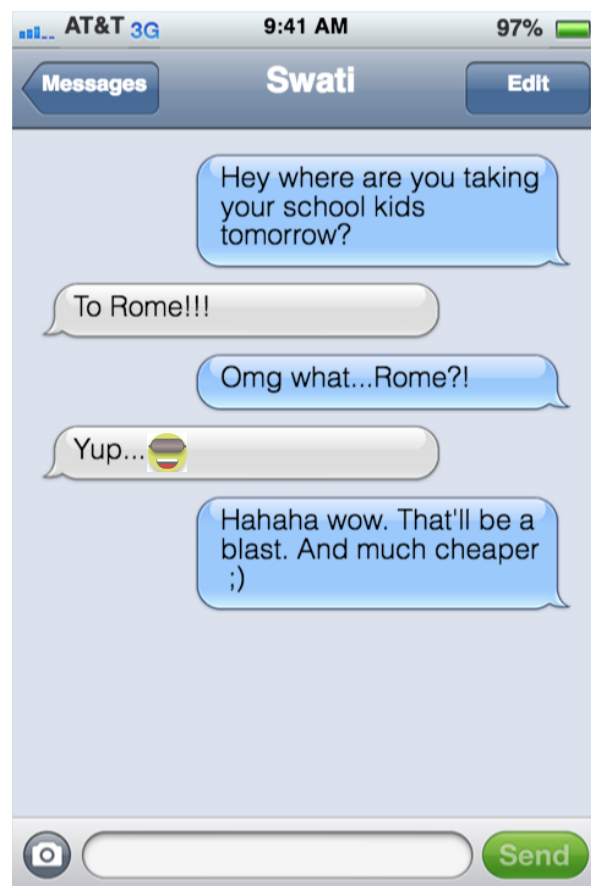 AT&T 3G 9:41 AM 97%
Messages Swati Edit
Hey where are you taking
your school kids
tomorrow?
To Rome!!!
Omg what...Rome?!
Yup...
Hahaha wow. That'll be a
blast. And much cheaper
;)
Send